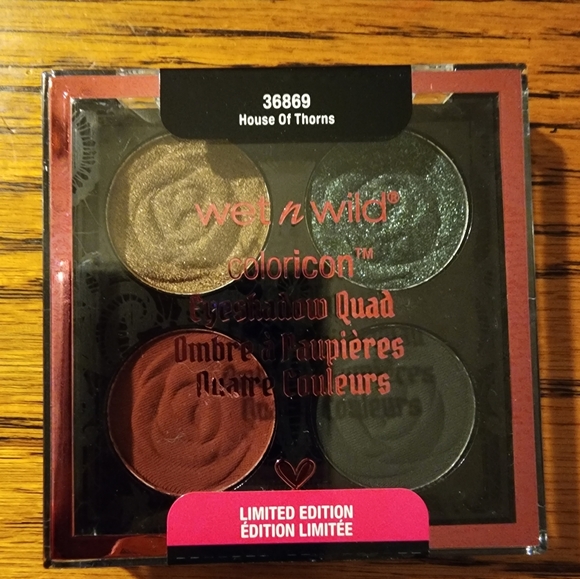 36869
House Of Thorns
wet n wild®
coloricon™
Eyeshadow Quad
Ombre à Paupières
Quatre Couleurs
LIMITED EDITION
ÉDITION LIMITÉE